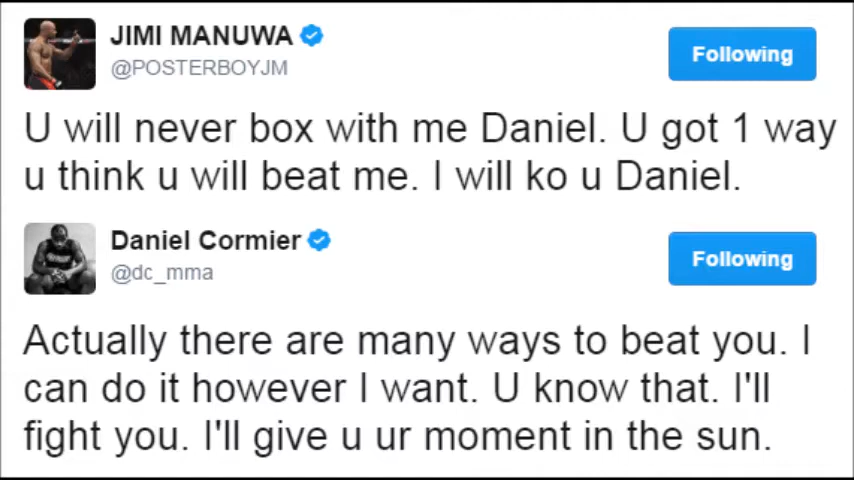 JIMI MANUWA
@POSTERBOYJM
Following
U will never box with me Daniel. U got 1 way
u think u will beat me. I will ko u Daniel.
Daniel Cormier
@dc_mma
Following
Actually there are many ways to beat you. I
can do it however I want. U know that. I'll
fight you. I'll give u ur moment in the sun.